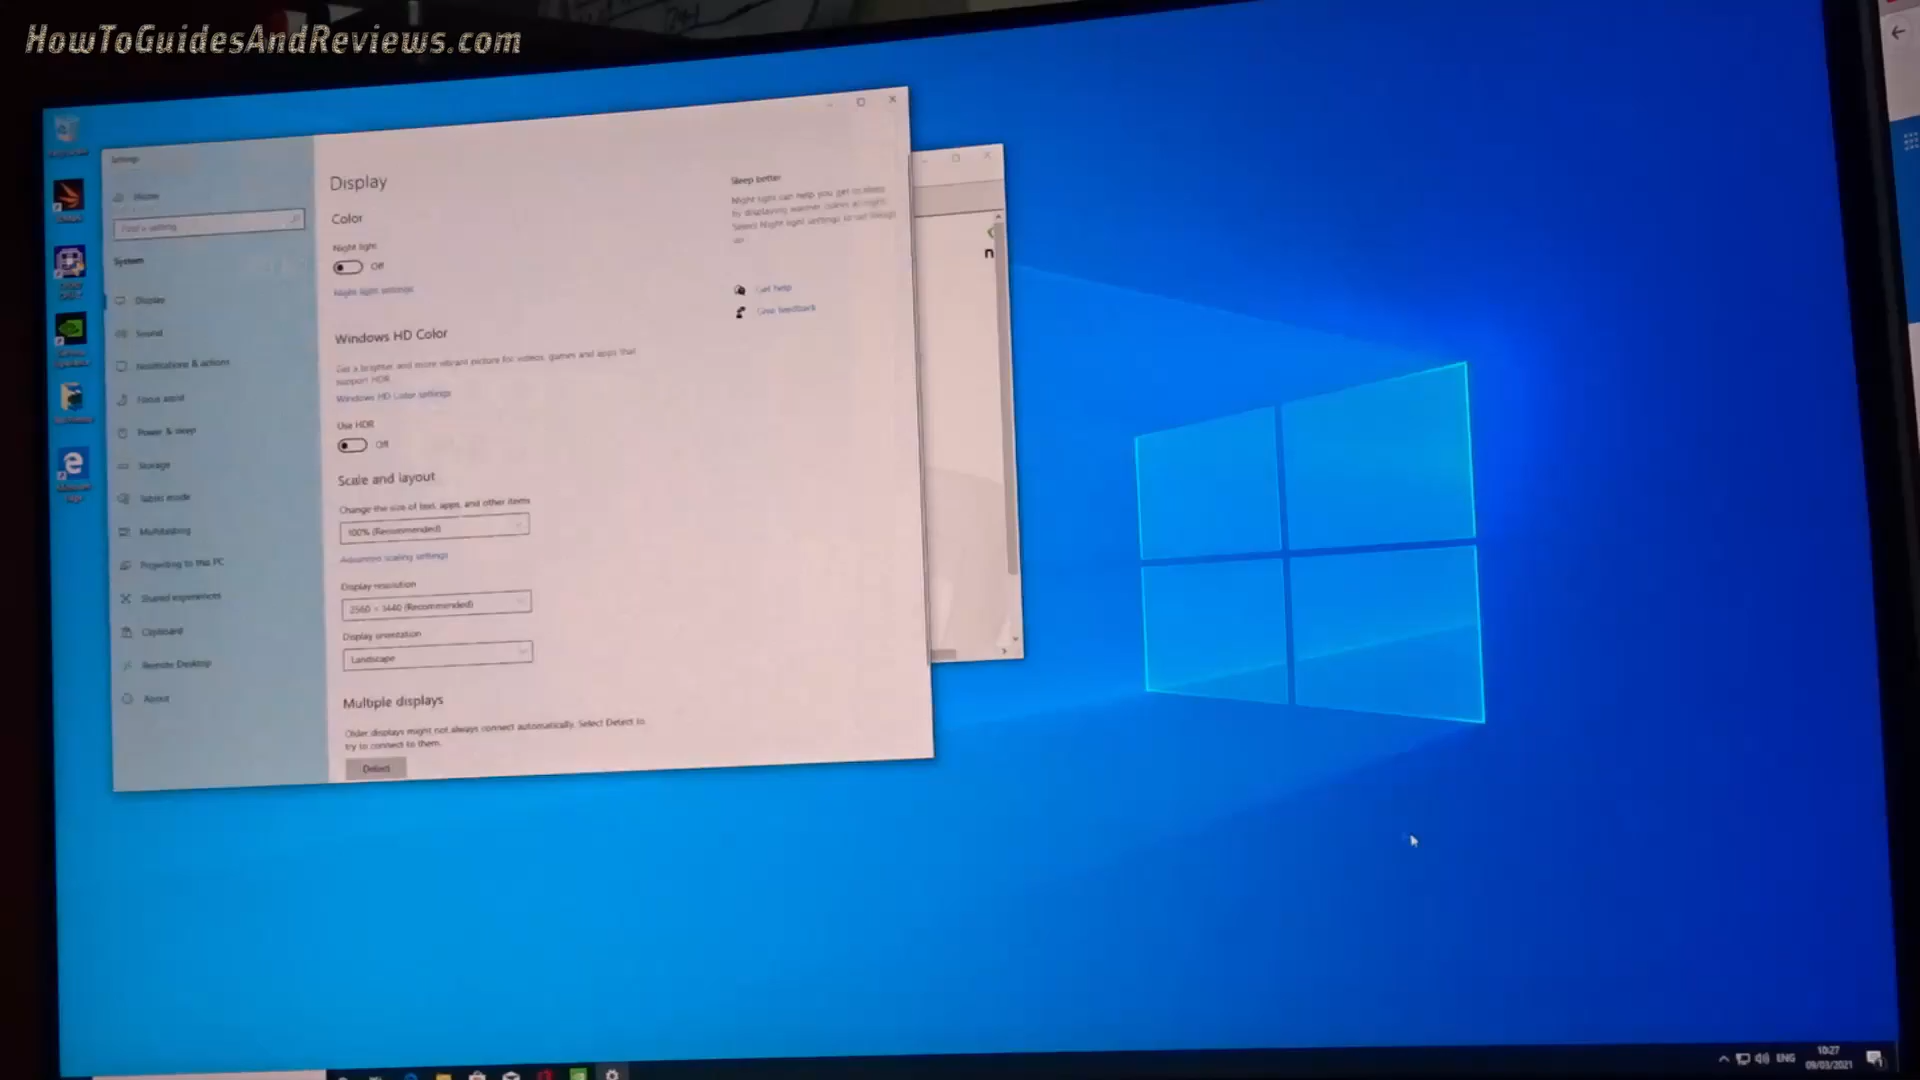 HowToGuidesAndReviews.com
Settings
Home
Find a setting
System
Display
Sound
Notifications & actions
Focus assist
Power & sleep
Storage
Tablet mode
Multitasking
Projecting to this PC
Shared experiences
Clipboard
Remote Desktop
About
Display
Color
Night light
Off
Night light settings
Windows HD Color
Get a brighter and more vibrant picture for videos, games and apps that
support HDR
Windows HD Color settings
Use HDR
Off
Scale and layout
Change the size of text, apps, and other items
100% (Recommended)
Advanced scaling settings
Display resolution
2560 × 1440 (Recommended)
Display orientation
Landscape
Multiple displays
Older displays might not always connect automatically. Select Detect to
try to connect to them.
Detect
Sleep better
Night light can help you get to sleep
by displaying warmer colors at night.
Select Night light settings to set things
up.
Get help
Give feedback
n
ENG
10:27
09/03/2021